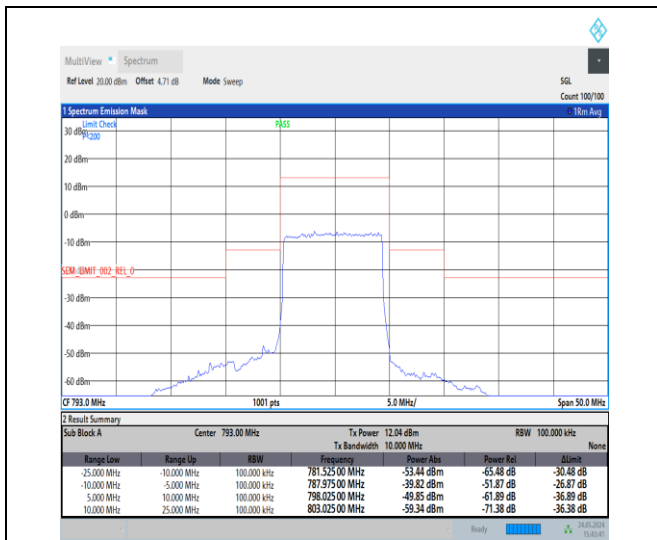 MultiView Spectrum
Ref Level 20.00 dBm Offset 4.71 dB Mode Sweep SGL
Count 100/100
1 Spectrum Emission Mask 1Rm Avg
Limit Check PASS
30 dBm
P<200
20 dBm
10 dBm
0 dBm
-10 dBm
SEM_LIMIT_002_REL_0
-30 dBm
-40 dBm
-50 dBm
-60 dBm
CF 793.0 MHz 1001 pts 5.0 MHz/ Span 50.0 MHz
2 Result Summary
Sub Block A Center 793.00 MHz Tx Power 12.04 dBm RBW 100.000 kHz
Tx Bandwidth 10.000 MHz None
Range Low Range Up RBW Frequency Power Abs Power Rel ΔLimit
-25.000 MHz -10.000 MHz 100.000 kHz 781.52500 MHz -53.44 dBm -65.48 dB -30.48 dB
-10.000 MHz -5.000 MHz 100.000 kHz 787.97500 MHz -39.82 dBm -51.87 dB -26.87 dB
5.000 MHz 10.000 MHz 100.000 kHz 798.02500 MHz -49.85 dBm -61.89 dB -36.89 dB
10.000 MHz 25.000 MHz 100.000 kHz 803.02500 MHz -59.34 dBm -71.38 dB -36.38 dB
Ready 24.05.2024
15:43:41